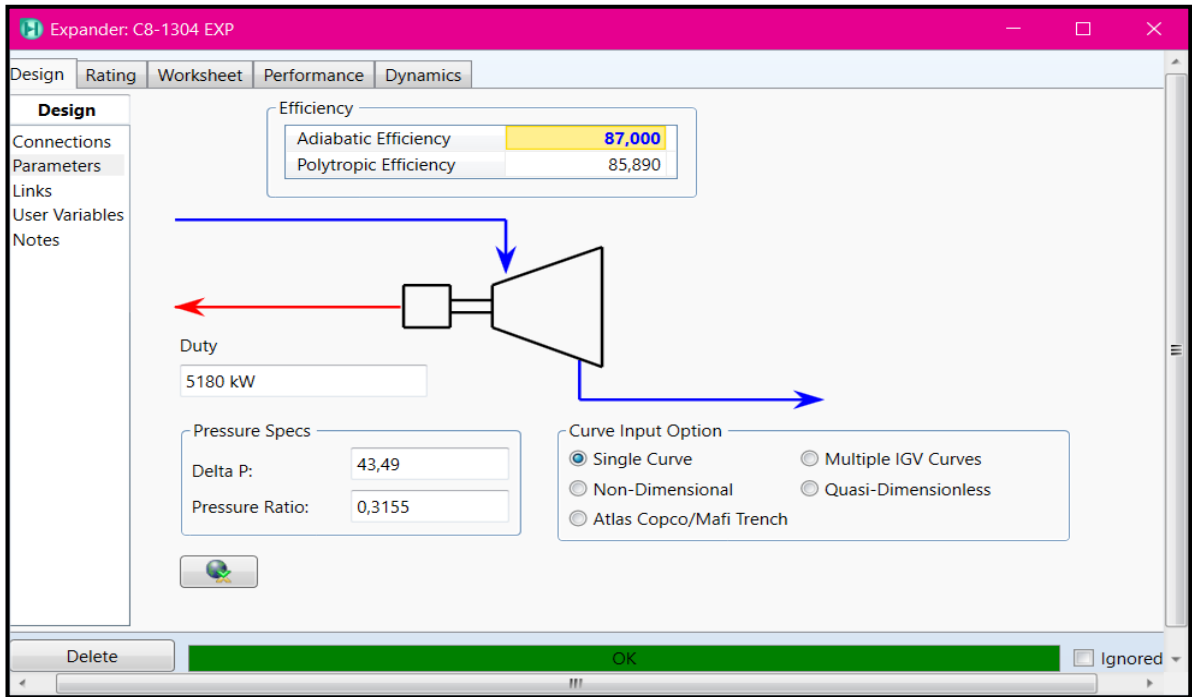 Expander: C8-1304 EXP
Design Rating Worksheet Performance Dynamics
Design
Connections
Parameters
Links
User Variables
Notes
Efficiency
Adiabatic Efficiency 87,000
Polytropic Efficiency 85,890
Duty
5180 kW
Pressure Specs
Delta P: 43,49
Pressure Ratio: 0,3155
Curve Input Option
Single Curve Multiple IGV Curves
Non-Dimensional Quasi-Dimensionless
Atlas Copco/Mafi Trench
Delete OK Ignored